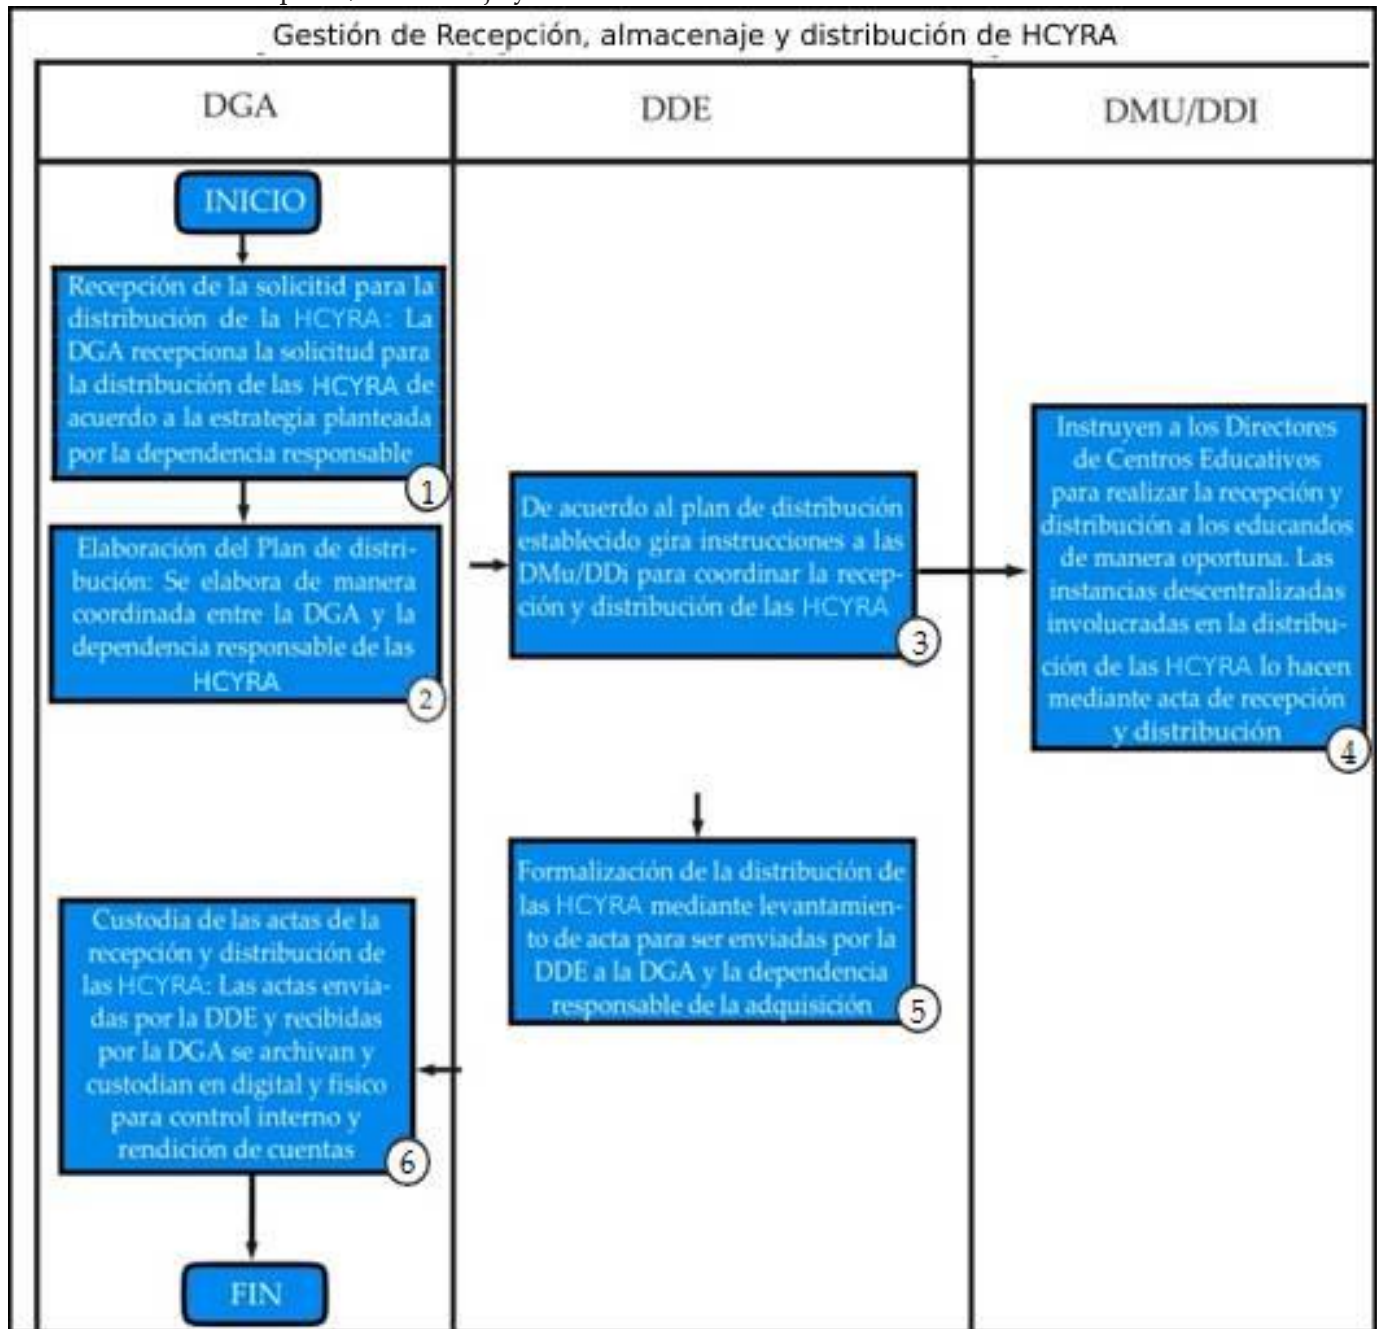 Gestión de Recepción, almacenaje y distribución de HCYRA
DGA
DDE
DMU/DDI
INICIO
Recepción de la solicitid para la
distribución de la HCYRA: La
DGA recepciona la solicitud para
la distribución de las HCYRA de
acuerdo a la estrategia planteada
por la dependencia responsable
1
Elaboración del Plan de distri-
bución: Se elabora de manera
coordinada entre la DGA y la
dependencia responsable de las
HCYRA
2
De acuerdo al plan de distribución
establecido gira instrucciones a las
DMu/DDi para coordinar la recep-
ción y distribución de las HCYRA
3
Instruyen a los Directores
de Centros Educativos
para realizar la recepción y
distribución a los educandos
de manera oportuna. Las
instancias descentralizadas
involucradas en la distribu-
ción de las HCYRA lo hacen
mediante acta de recepción
y distribución
4
Formalización de la distribución de
las HCYRA mediante levantamien-
to de acta para ser enviadas por la
DDE a la DGA y la dependencia
responsable de la adquisición
5
Custodia de las actas de la
recepción y distribución de
las HCYRA: Las actas envia-
das por la DDE y recibidas
por la DGA se archivan y
custodian en digital y fisico
para control interno y
rendición de cuentas
6
FIN